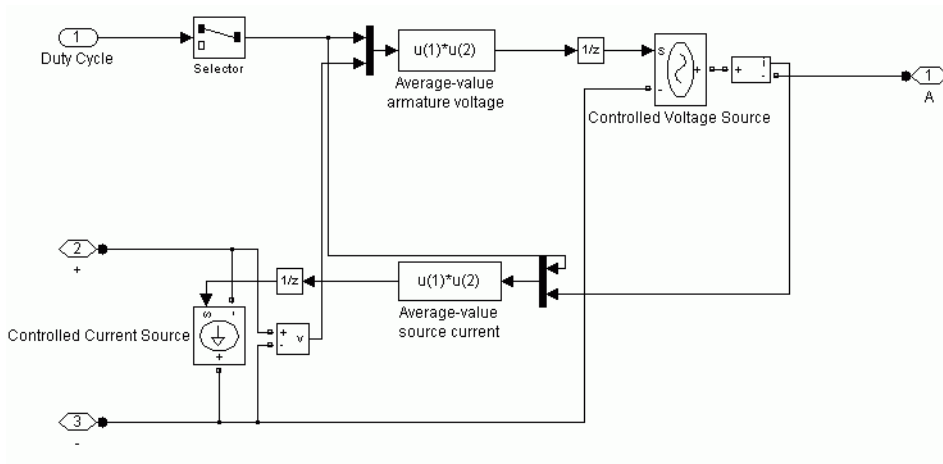 1
Duty Cycle
Selector
u(1)*u(2)
Average-value
armature voltage
1/z
s
+
-
Controlled Voltage Source
+
-
i
1
A
2
+
1/z
u(1)*u(2)
Average-value
source current
s
-
+
Controlled Current Source
+
-
v
3
-